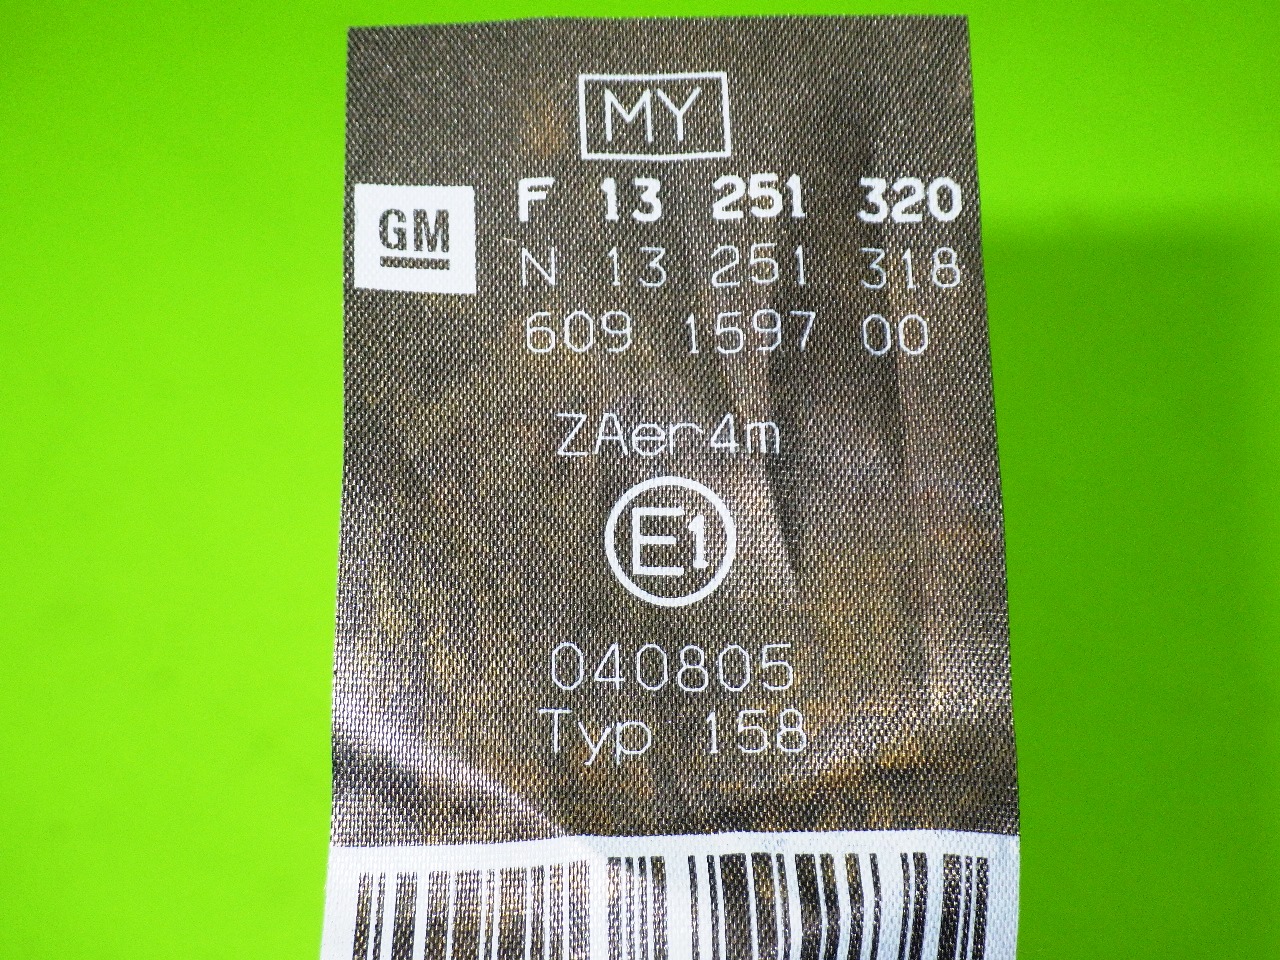 MY
GM
F 13 251 320
N 13 251 318
609 1597 00
ZAer4m
E1
040805
Typ 158